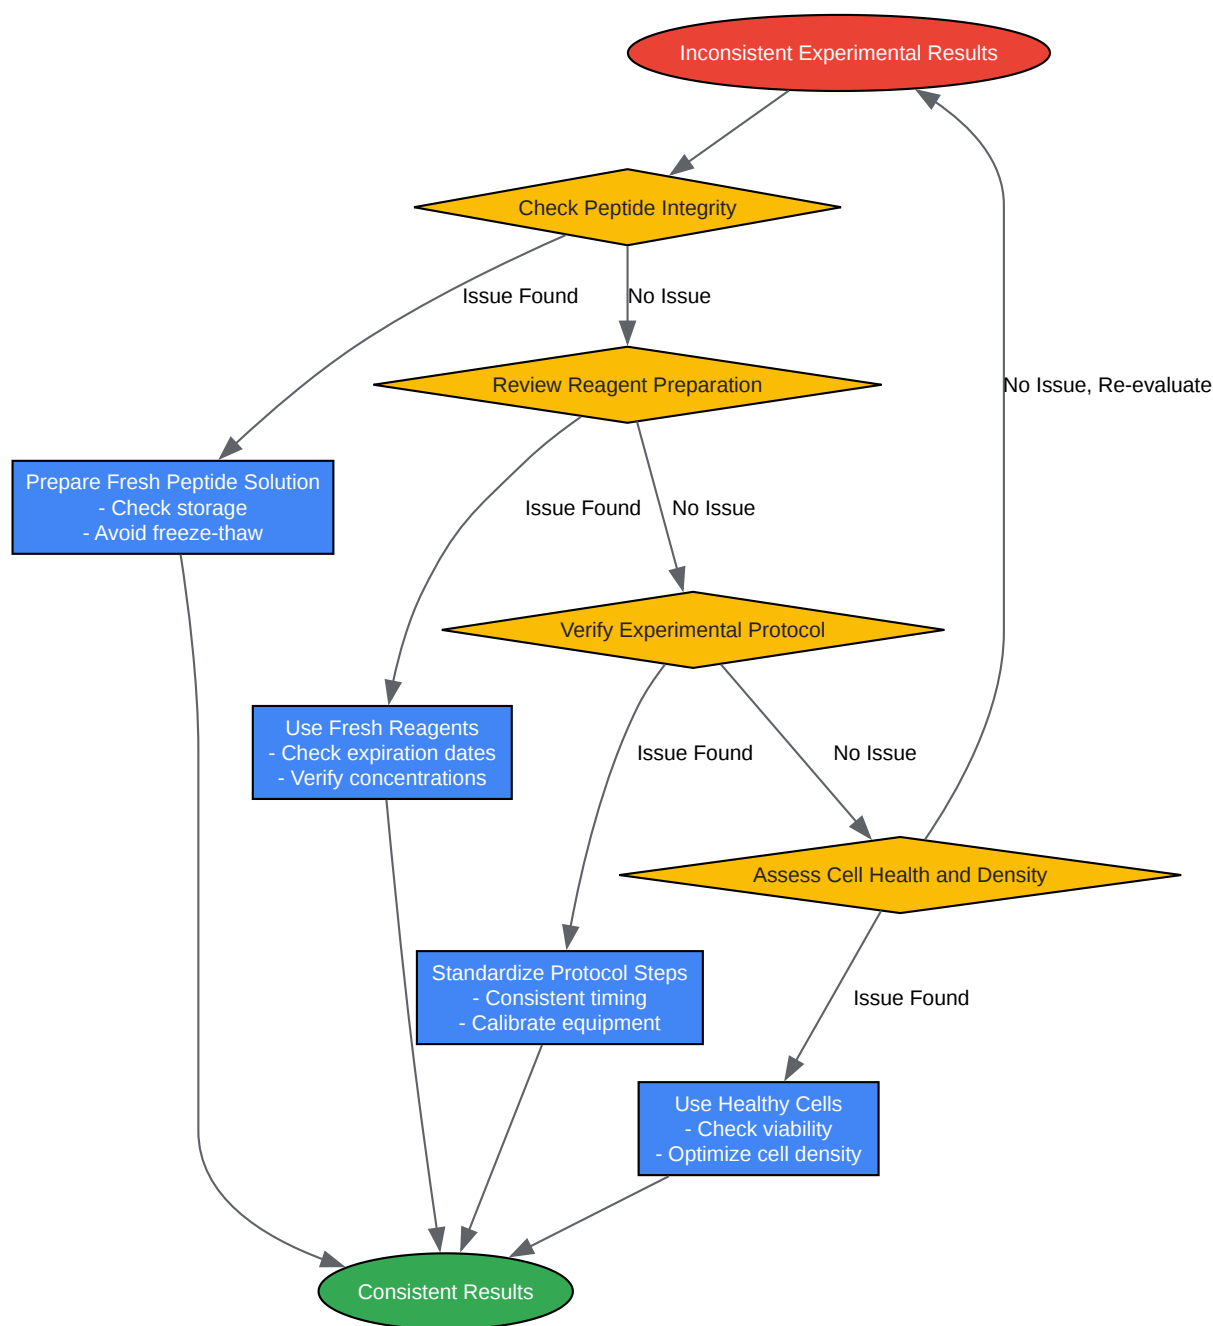 Inconsistent Experimental Results
Check Peptide Integrity
Issue Found
No Issue
Review Reagent Preparation
No Issue, Re-evaluate
Prepare Fresh Peptide Solution
- Check storage
- Avoid freeze-thaw
Issue Found
No Issue
Verify Experimental Protocol
Use Fresh Reagents
- Check expiration dates
- Verify concentrations
Issue Found
No Issue
Assess Cell Health and Density
Standardize Protocol Steps
- Consistent timing
- Calibrate equipment
Issue Found
Use Healthy Cells
- Check viability
- Optimize cell density
Consistent Results